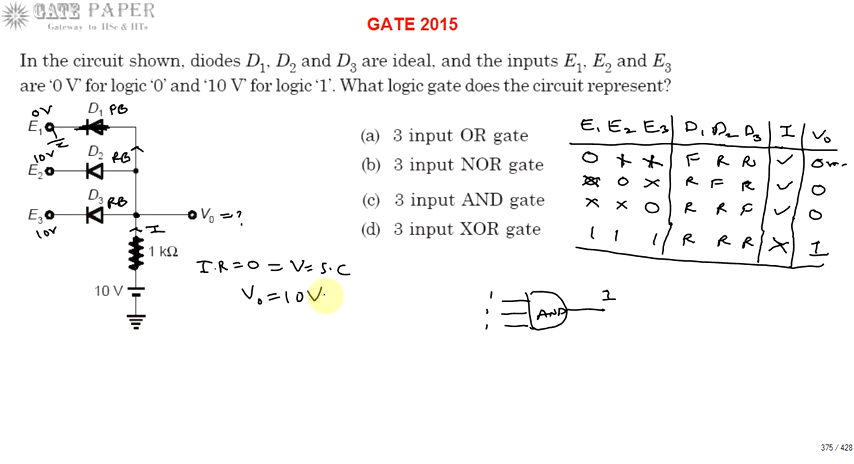 GATE PAPER
Gateway to IISc & IITs
GATE 2015
In the circuit shown, diodes D1, D2 and D3 are ideal, and the inputs E1, E2 and E3
are '0 V' for logic '0' and '10 V' for logic '1'. What logic gate does the circuit represent?
(a) 3 input OR gate
(b) 3 input NOR gate
(c) 3 input AND gate
(d) 3 input XOR gate
0V D1 FB
E1
10V D2 RB
E2
D3 RB
E3 V0 = ?
10V I
1 kΩ
10 V
I.R = 0 = V = S.C
V0 = 10V.
E1 E2 E3 D1 D2 D3 I V0
0 x x F R R ✓ 0
x 0 x R F R ✓ 0
x x 0 R R F ✓ 0
1 1 1 R R R X 1
1 1 1 AND 1
375 / 428